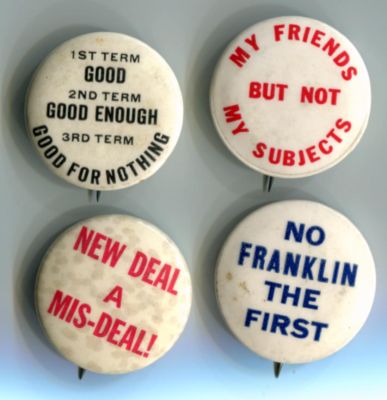 1ST TERM
GOOD
2ND TERM
GOOD ENOUGH
3RD TERM
GOOD FOR NOTHING
MY FRIENDS
BUT NOT
MY SUBJECTS
NEW DEAL
A
MIS-DEAL!
NO
FRANKLIN
THE
FIRST